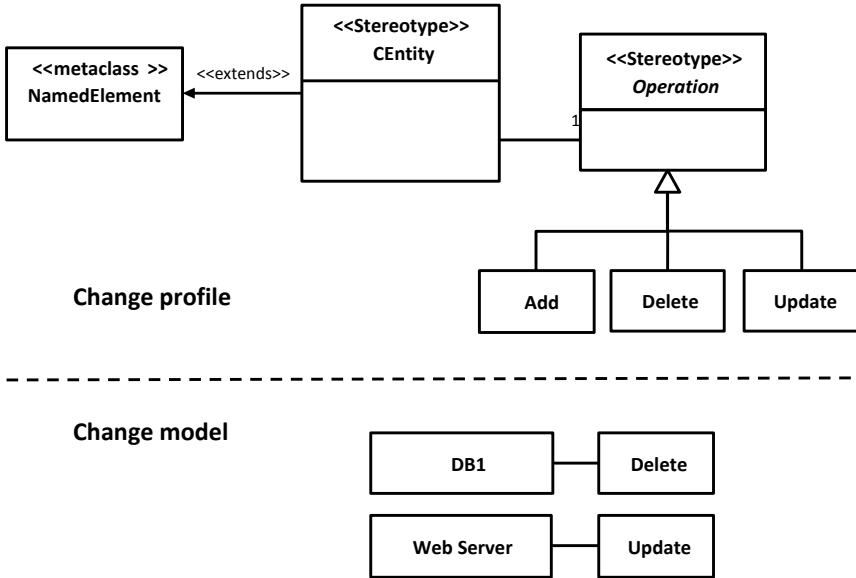 <<metaclass >>
NamedElement
<<extends>>
<<Stereotype>>
CEntity
1
<<Stereotype>>
Operation
Add
Delete
Update
Change profile
Change model
DB1
Delete
Web Server
Update